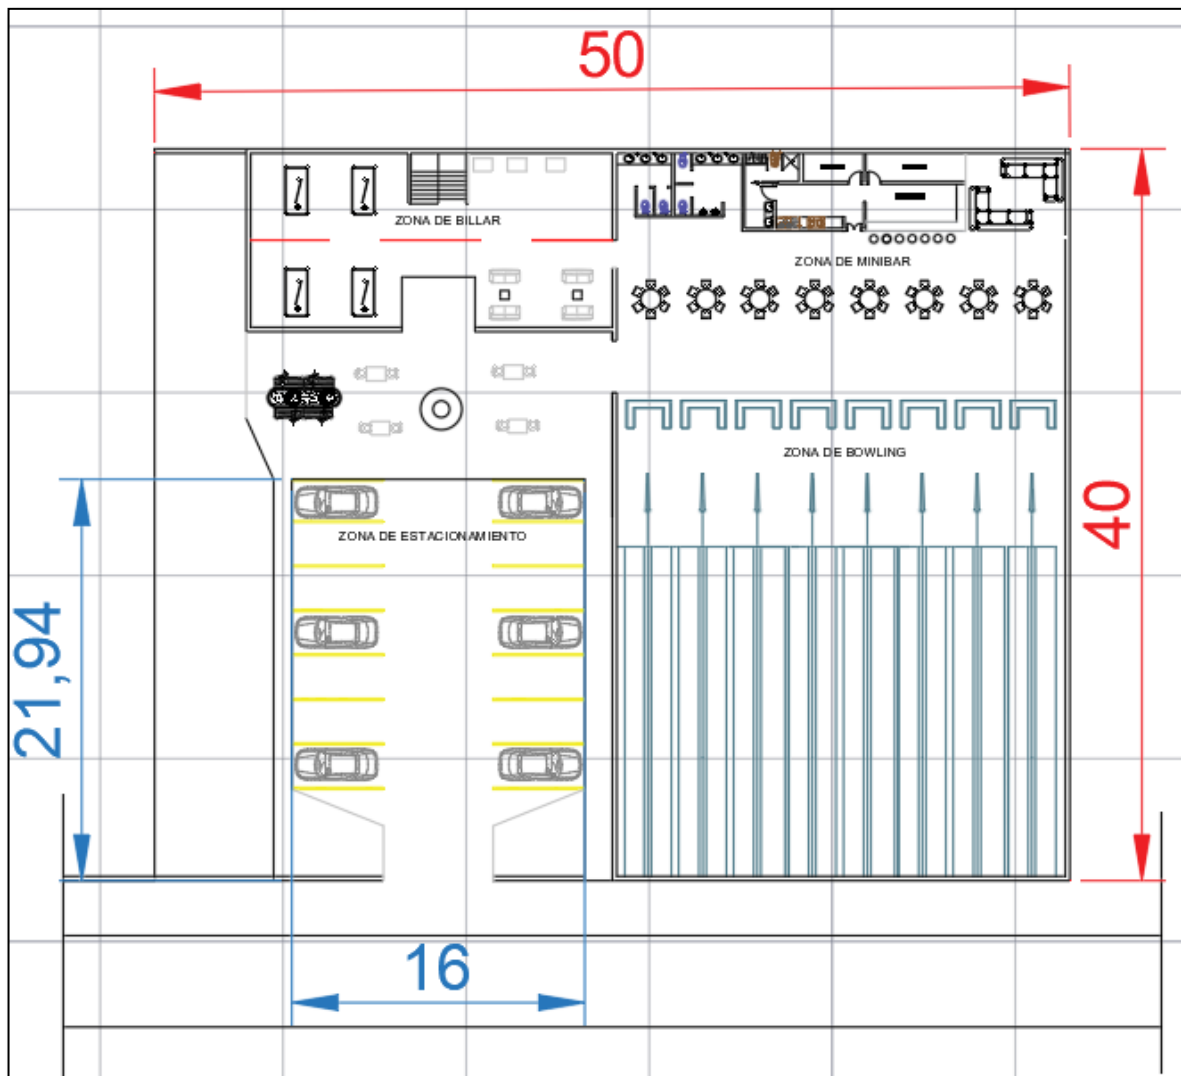 50
ZONA DE BILLAR
ZONA DE MINIBAR
40
ZONA DE BOWLING
ZONA DE ESTACIONAMIENTO
21,94
16